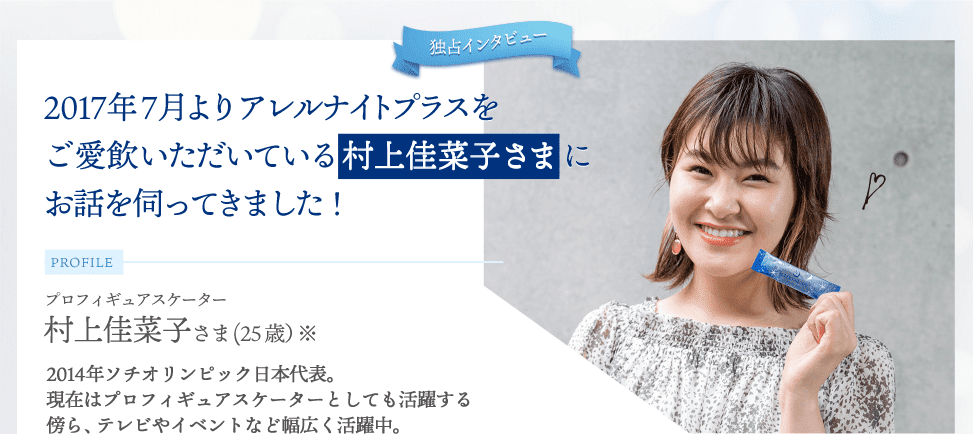 独占インタビュー
2017年7月よりアレルナイトプラスを
ご愛飲いただいている村上佳菜子さまに
お話を伺ってきました！
PROFILE
プロフィギュアスケーター
村上佳菜子さま(25歳)※
2014年ソチオリンピック日本代表。
現在はプロフィギュアスケーターとしても活躍する
傍ら、テレビやイベントなど幅広く活躍中。